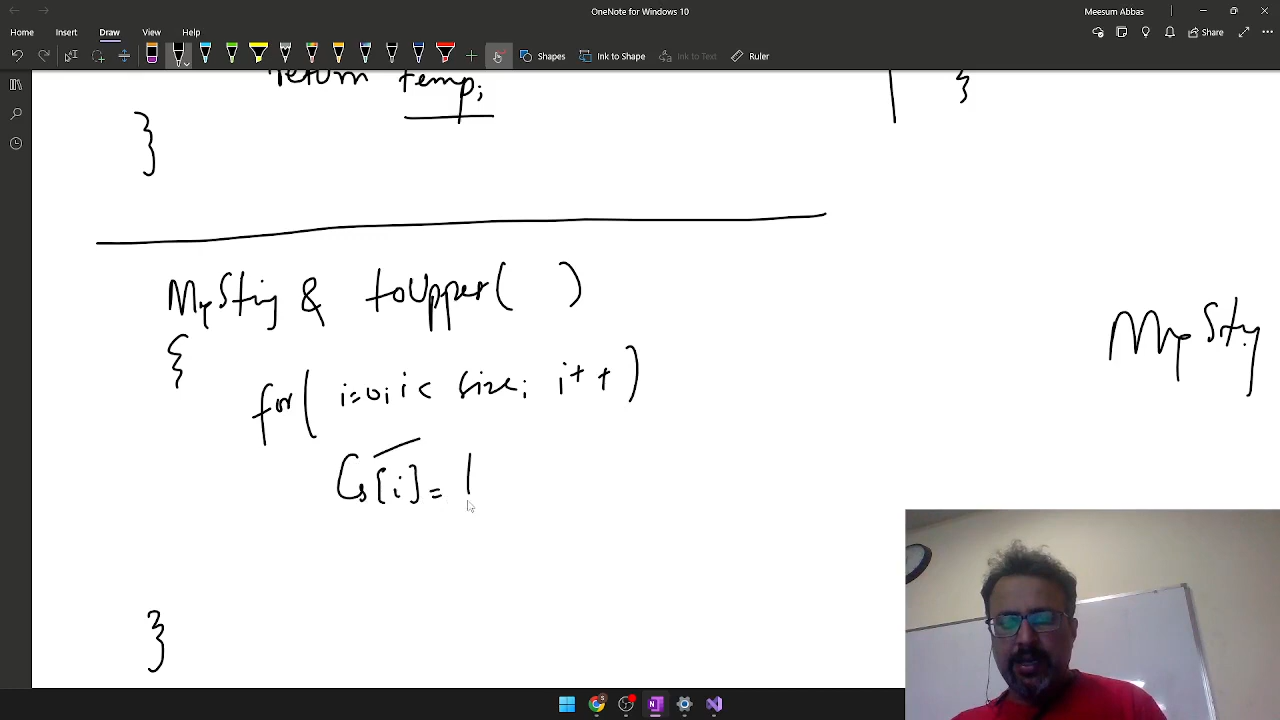 OneNote for Windows 10
Meesum Abbas
Home Insert Draw View Help
Share
Shapes Ink to Shape Ink to Text Ruler
return temp;
}
}
MyString & toUpper( )
{
for( i=0; i< size; i++)
Cs[i]=
}
MyString